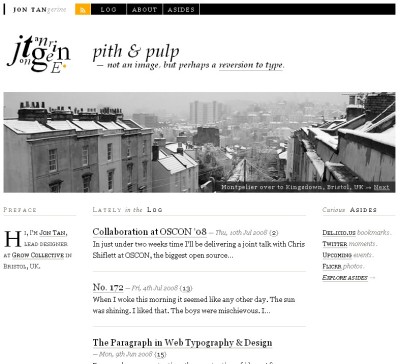 JON TANgerine LOG ABOUT ASIDES
jtan
on
gerin
E
pith & pulp
— not an image, but perhaps a reversion to type.
Montpelier over to Kingsdown, Bristol, UK → Next
PREFACE
HI, I'M JON TAN,
LEAD DESIGNER
AT GROW COLLECTIVE IN
BRISTOL, UK.
LATELY in the LOG
Collaboration at OSCON '08 – Thu, 10th Jul 2008 (2)
In just under two weeks time I'll be delivering a joint talk with Chris
Shiflett at OSCON, the biggest open source...
No. 172 – Fri, 4th Jul 2008 (13)
When I woke this morning it seemed like any other day. The sun
was shining. I liked that. The boys were mischievous. I...
The Paragraph in Web Typography & Design
— Mon, 9th Jun 2008 (15)
Curious ASIDES
DEL.ICIO.US bookmarks.
TWITTER moments.
UPCOMING events.
FLICKR photos.
EXPLORE ASIDES →